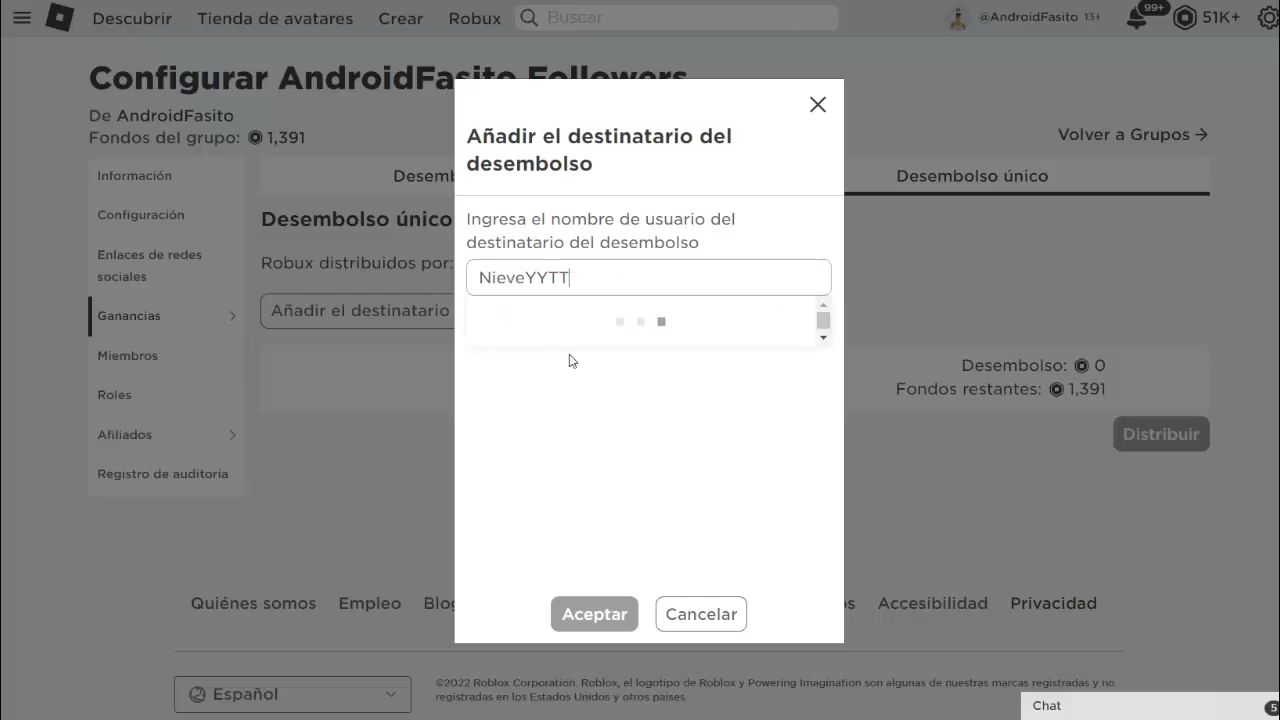 Descubrir
Tienda de avatares
Crear
Robux
Buscar
@AndroidFasito 13+
99+
51K+
Configurar AndroidFasito Followers
De AndroidFasito
Fondos del grupo: 1,391
Volver a Grupos →
Información
Configuración
Enlaces de redes
sociales
Ganancias
Miembros
Roles
Afiliados
Registro de auditoría
Desembolso único
Desembolso único
Robux distribuidos por:
Añadir el destinatario
Desembolso: 0
Fondos restantes: 1,391
Distribuir
Añadir el destinatario del
desembolso
Ingresa el nombre de usuario del
destinatario del desembolso
NieveYYTT
Aceptar
Cancelar
Quiénes somos
Empleo
Accesibilidad
Privacidad
Español
©2022 Roblox Corporation. Roblox, el logotipo de Roblox y Powering Imagination son algunas de nuestras marcas registradas y no
registradas en los Estados Unidos y otros países.
Chat
5